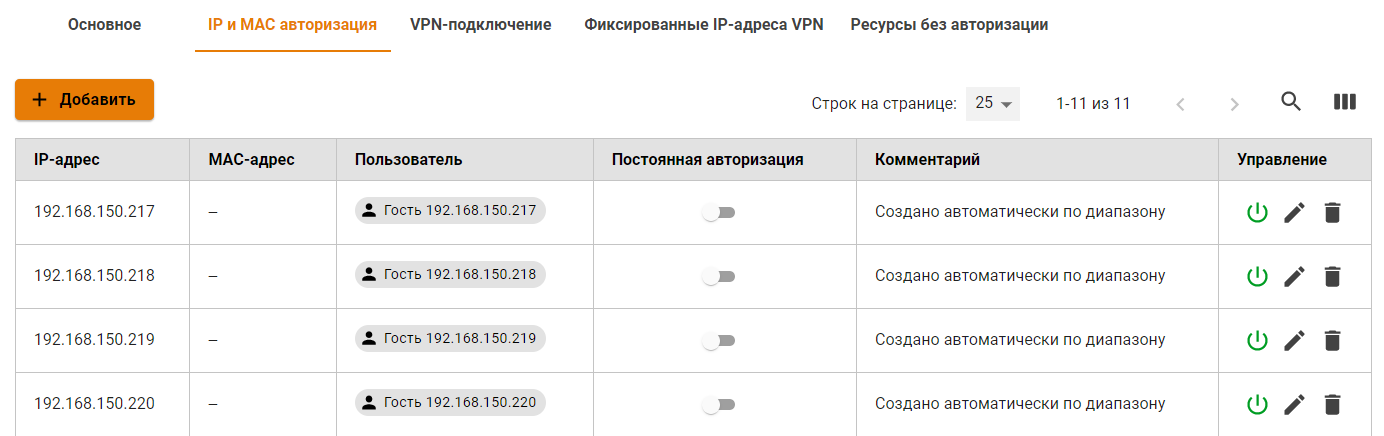 Основное IP и MAC авторизация VPN-подключение Фиксированные IP-адреса VPN Ресурсы без авторизации
Добавить Строк на странице: 25 1-11 из 11
IP-адрес MAC-адрес Пользователь Постоянная авторизация Комментарий Управление
192.168.150.217 – Гость 192.168.150.217 Создано автоматически по диапазону
192.168.150.218 – Гость 192.168.150.218 Создано автоматически по диапазону
192.168.150.219 – Гость 192.168.150.219 Создано автоматически по диапазону
192.168.150.220 – Гость 192.168.150.220 Создано автоматически по диапазону